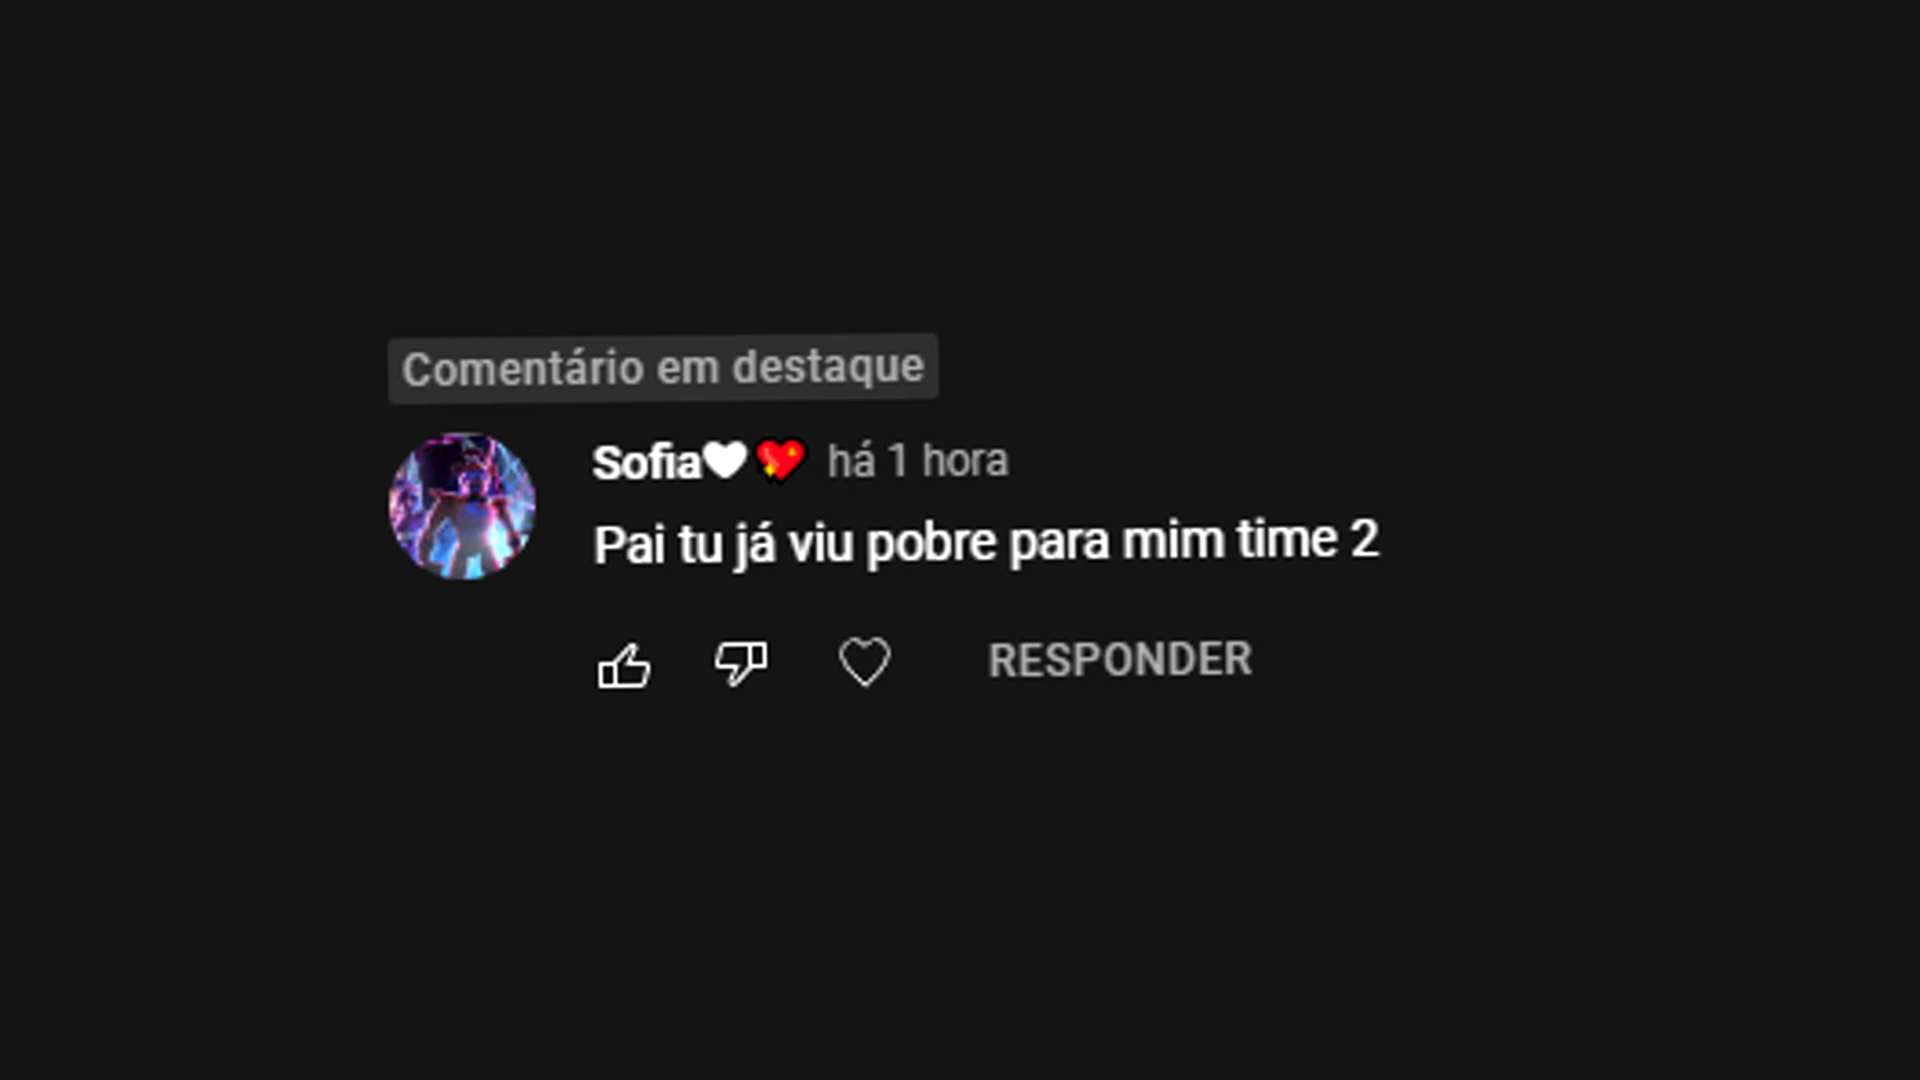 Comentário em destaque
Sofia🤍💖 há 1 hora
Pai tu já viu pobre para mim time 2
RESPONDER